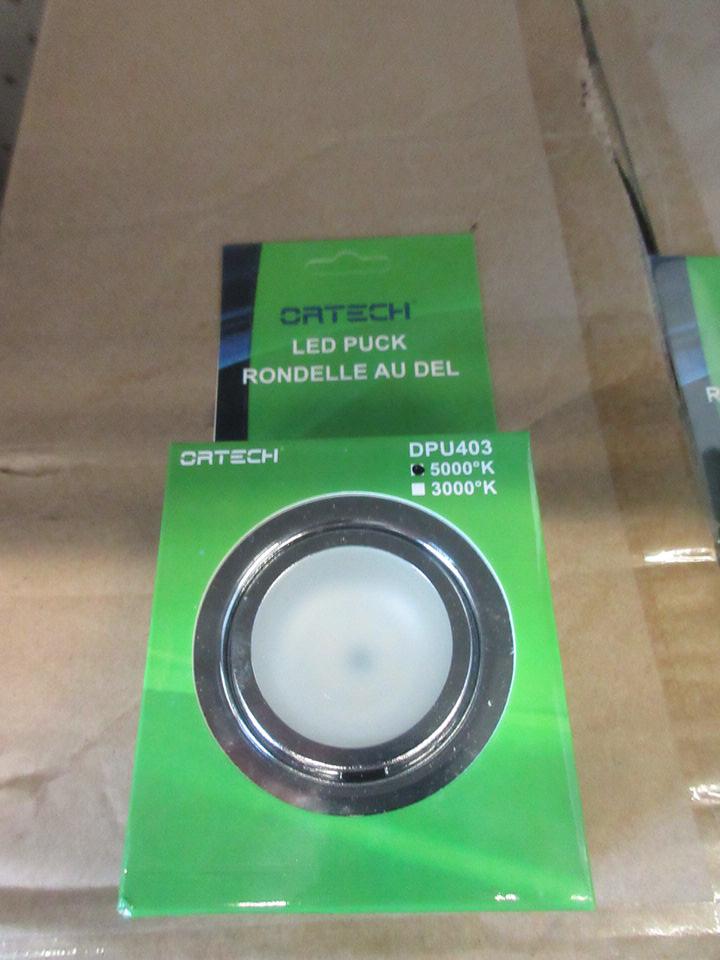 ORTECH
LED PUCK
RONDELLE AU DEL
ORTECH
DPU403
5000°K
3000°K
R